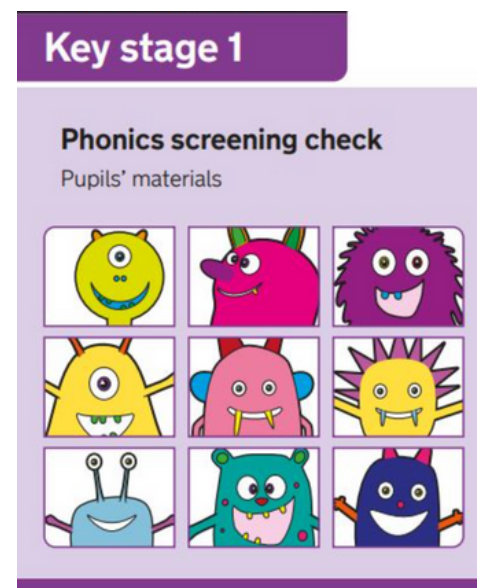 Key stage 1
Phonics screening check
Pupils’ materials